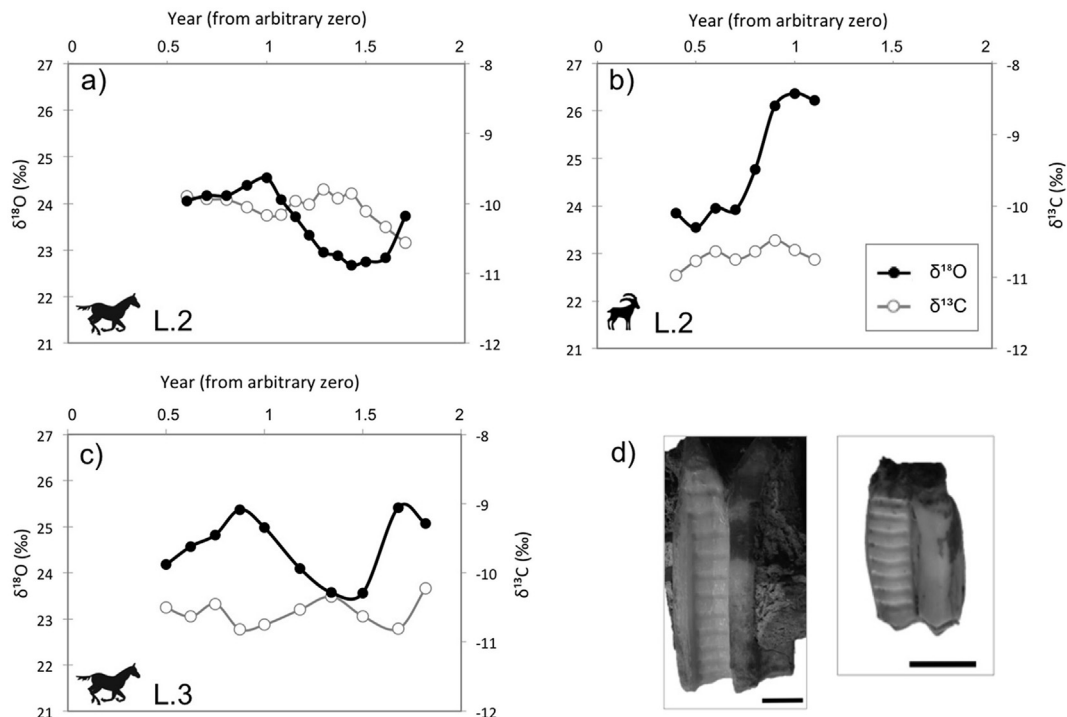 Year (from arbitrary zero)
0 0.5 1 1.5 2
27 -8
a)
26
-9
25
24 -10
23
-11
22
L.2
21 -12
δ¹⁸O (‰)
Year (from arbitrary zero)
0 0.5 1 1.5 2
27 -8
b)
26 -9
25
24 -10
23
-11
22
L.2
21 -12
δ¹³C (‰)
δ¹⁸O
δ¹³C
Year (from arbitrary zero)
0 0.5 1 1.5 2
27 -8
c)
26
-9
25
24 -10
23
-11
22
L.3
21 -12
δ¹⁸O (‰)
δ¹³C (‰)
d)